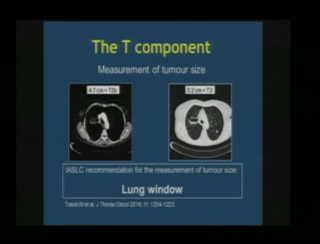 The T component
Measurement of tumour size
4.7 cm = T2b
5.2 cm = T3
IASLC recommendation for the measurement of tumour size:
Lung window
Travis W et al. J Thorac Oncol 2016; 11: 1204-1223.